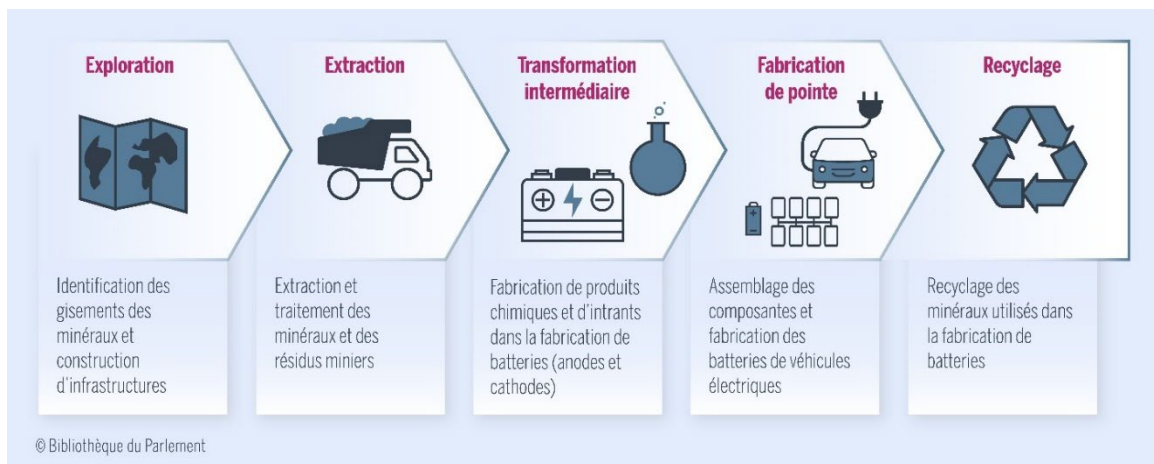 Exploration
Identification des
gisements des
minéraux et
construction
d'infrastructures
Extraction
Extraction et
traitement des
minéraux et des
résidus miniers
Transformation
intermédiaire
Fabrication de produits
chimiques et d'intrants
dans la fabrication de
batteries (anodes et
cathodes)
Fabrication
de pointe
Assemblage des
composantes et
fabrication des
batteries de véhicules
électriques
Recyclage
Recyclage des
minéraux utilisés dans
la fabrication de
batteries
© Bibliothèque du Parlement